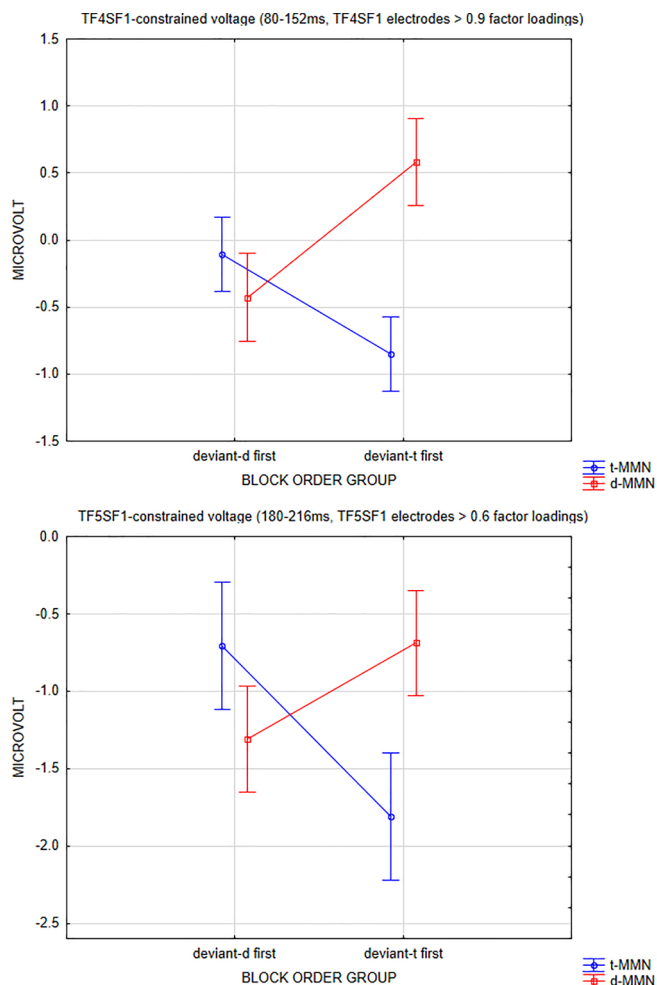 TF4SF1-constrained voltage (80-152ms, TF4SF1 electrodes > 0.9 factor loadings)
1.5
1.0
0.5
0.0
-0.5
-1.0
-1.5
MICROVOLT
deviant-d first
deviant-t first
BLOCK ORDER GROUP
t-MMN
d-MMN
TF5SF1-constrained voltage (180-216ms, TF5SF1 electrodes > 0.6 factor loadings)
0.0
-0.5
-1.0
-1.5
-2.0
-2.5
MICROVOLT
deviant-d first
deviant-t first
BLOCK ORDER GROUP
t-MMN
d-MMN